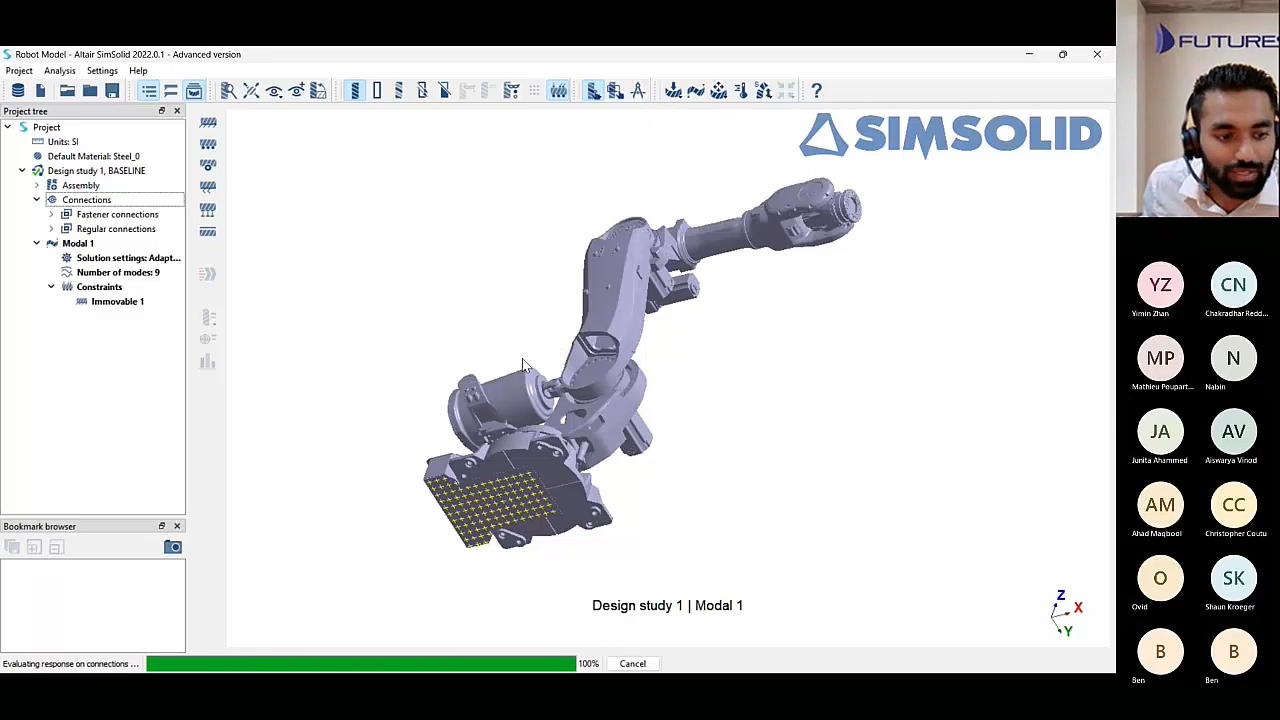 Robot Model - Altair SimSolid 2022.0.1 - Advanced version
Project Analysis Settings Help
Project tree
Project
Units: SI
Default Material: Steel_0
Design study 1, BASELINE
Assembly
Connections
Fastener connections
Regular connections
Modal 1
Solution settings: Adapt...
Number of modes: 9
Constraints
Immovable 1
Bookmark browser
SIMSOLID
Design study 1 | Modal 1
Z
X
Y
Evaluating response on connections ...
100%
Cancel
FUTURES
YZ
Yimin Zhan
CN
Chakradhar Redd...
MP
Mathieu Poupart...
N
Nabin
JA
Junita Ahammed
AV
Aiswarya Vinod
AM
Ahad Maqbool
CC
Christopher Coutu
O
Ovid
SK
Shaun Kroeger
B
Ben
B
Ben